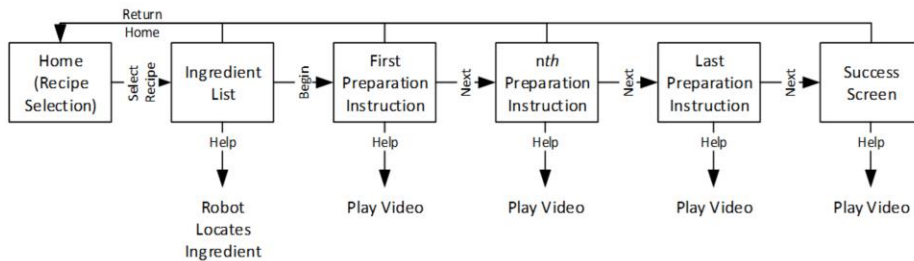 Return
Home
Home
(Recipe
Selection)
Select
Recipe
Ingredient
List
Begin
First
Preparation
Instruction
Next
nth
Preparation
Instruction
Next
Last
Preparation
Instruction
Next
Success
Screen
Help
Help
Help
Help
Help
Robot
Locates
Ingredient
Play Video
Play Video
Play Video
Play Video